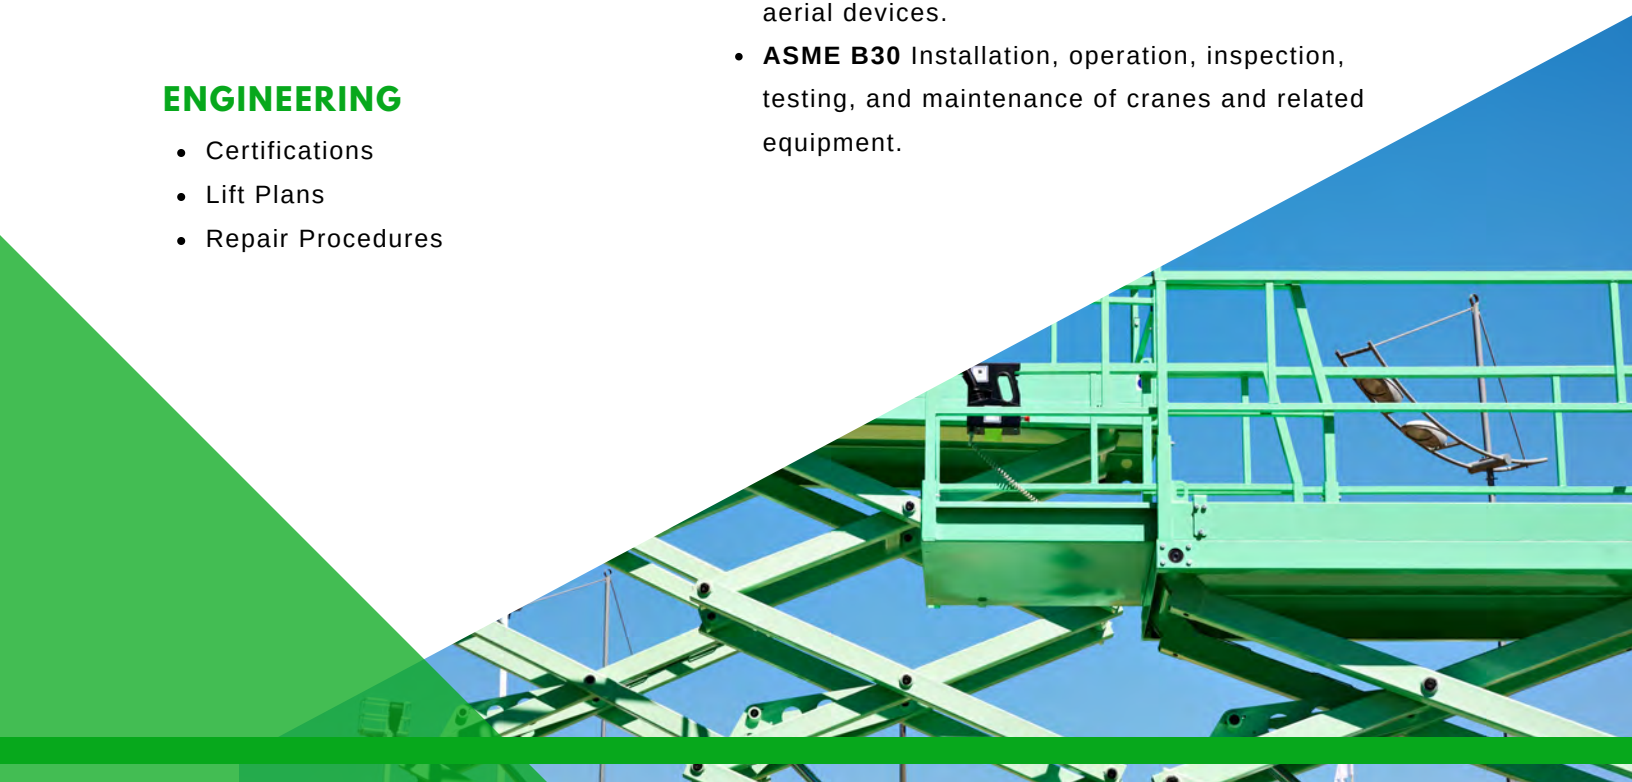 ENGINEERING
• Certifications
• Lift Plans
• Repair Procedures
aerial devices.
• ASME B30 Installation, operation, inspection,
testing, and maintenance of cranes and related
equipment.